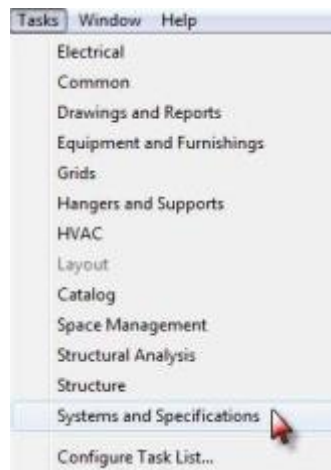 Tasks Window Help
Electrical
Common
Drawings and Reports
Equipment and Furnishings
Grids
Hangers and Supports
HVAC
Layout
Catalog
Space Management
Structural Analysis
Structure
Systems and Specifications
Configure Task List...